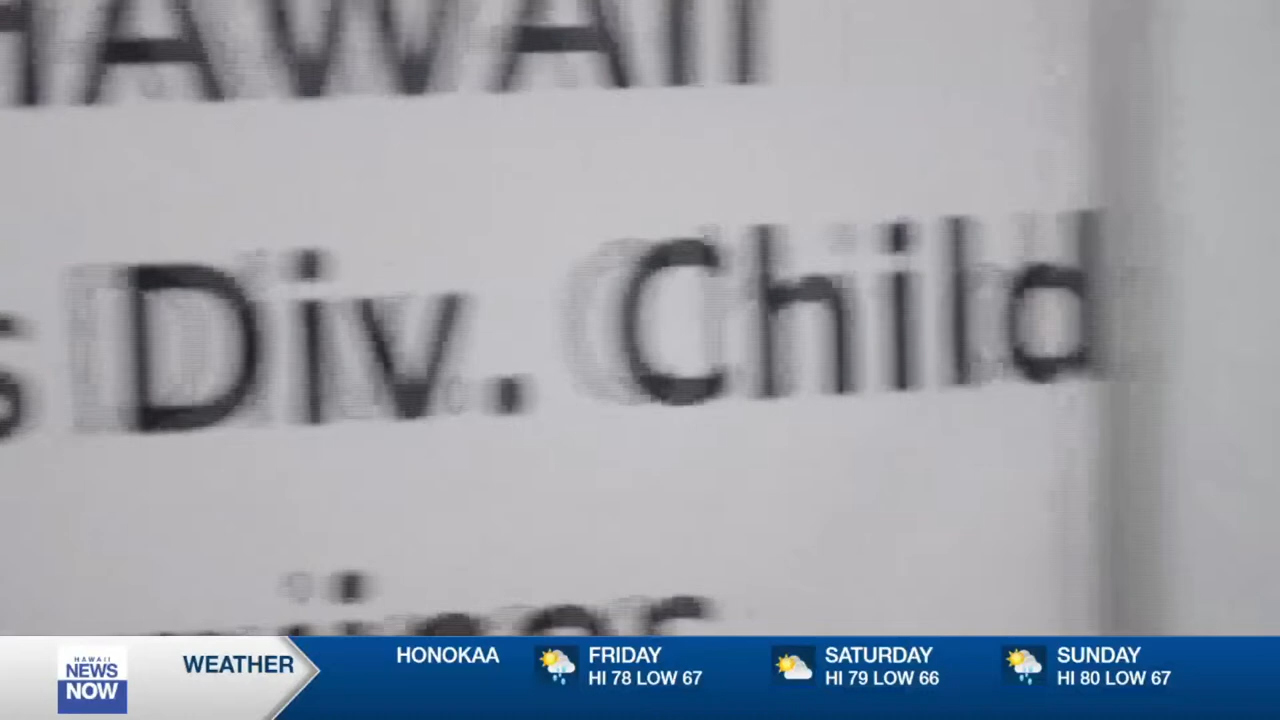 HAWAII
s Div. Child
HAWAII
NEWS
NOW
WEATHER
HONOKAA
FRIDAY
HI 78 LOW 67
SATURDAY
HI 79 LOW 66
SUNDAY
HI 80 LOW 67